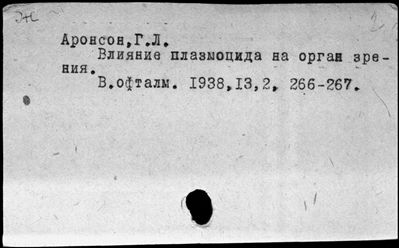 Аронсон,Г.Л.
Влияние плазмоцида на орган зре-
ния.
В.офталм. 1938,13,2, 266-267.